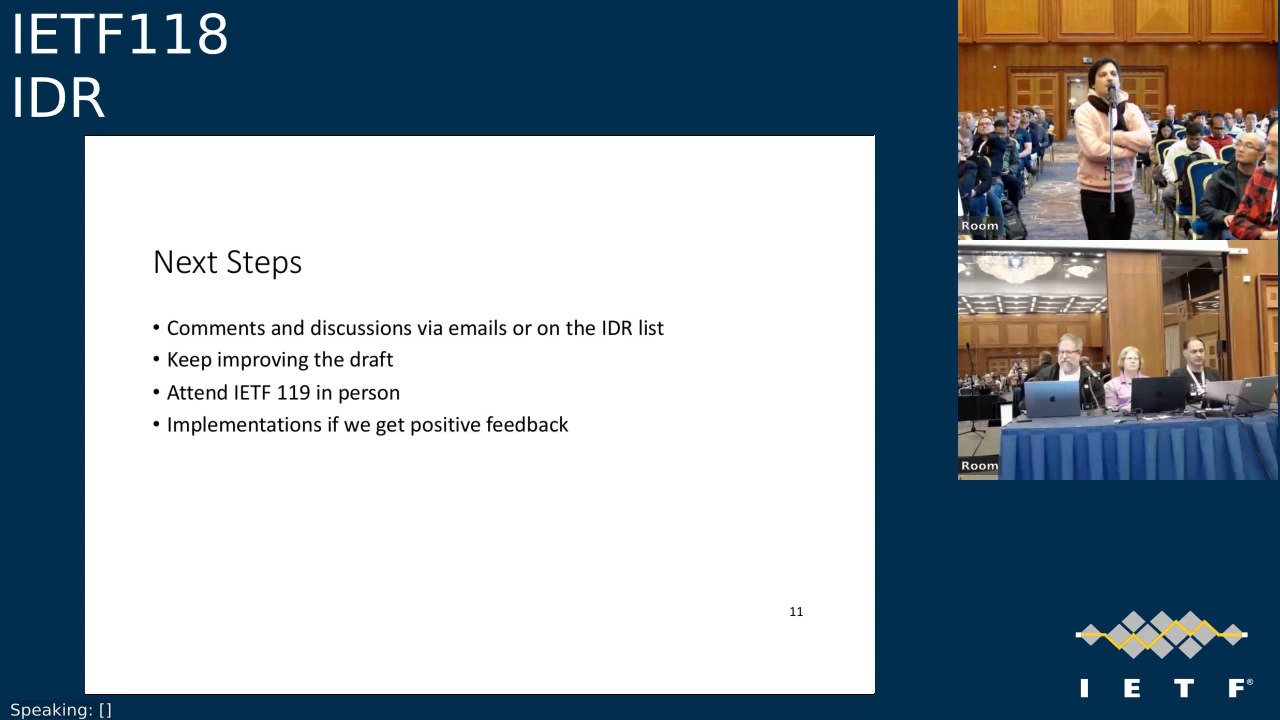 IETF118
IDR
Next Steps
• Comments and discussions via emails or on the IDR list
• Keep improving the draft
• Attend IETF 119 in person
• Implementations if we get positive feedback
11
Room
Room
I E T F®
Speaking: []